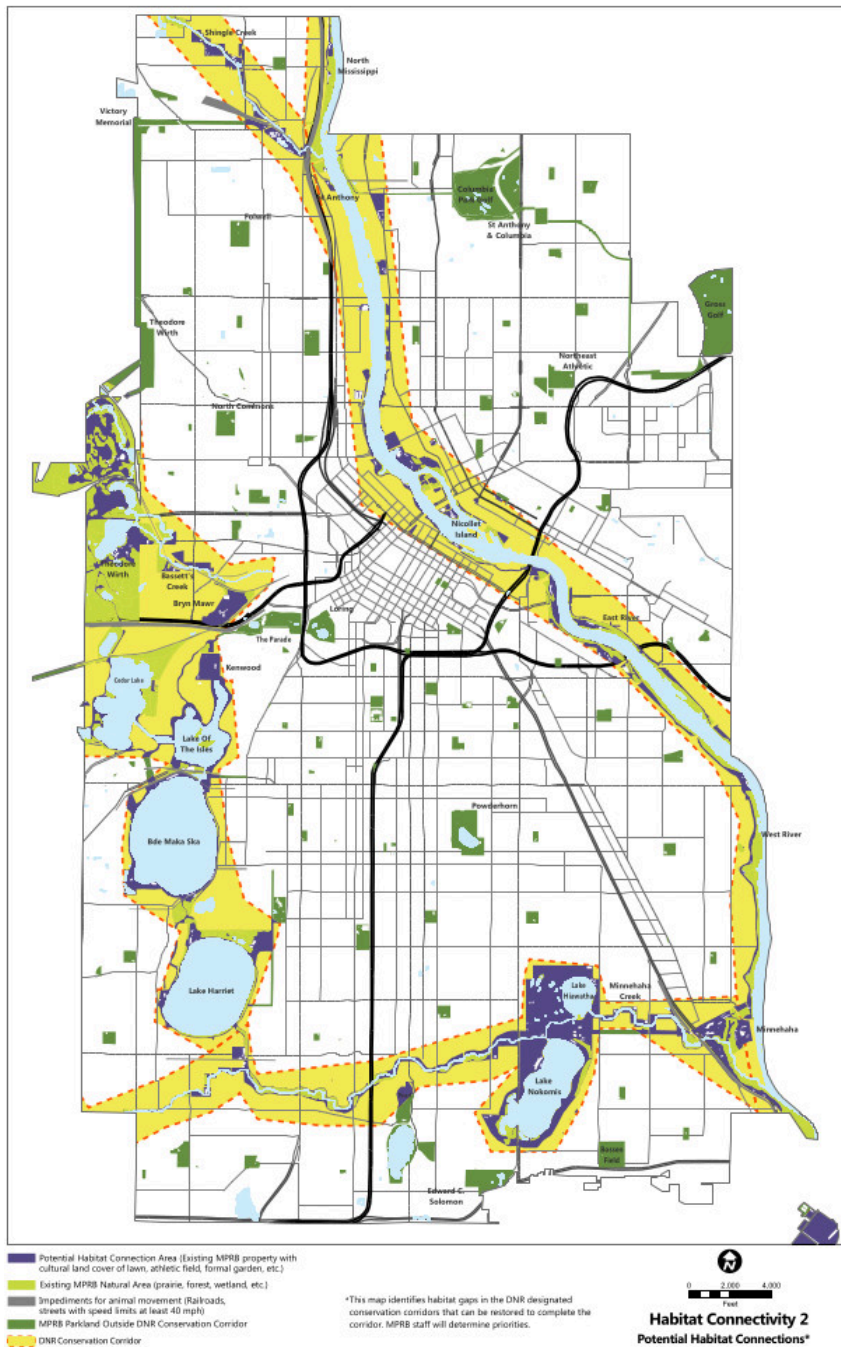 Shingle Creek
North
Mississippi
Victory
Memorial
St Anthony
Columbia
Park Golf
St Anthony
& Columbia
Folwell
Gross
Golf
Theodore
Wirth
Northeast
Athletic
North Commons
Nicollet
Island
Theodore
Wirth
Bassett's
Creek
Bryn Mawr
Loring
The Parade
East River
Kenwood
Cedar Lake
Lake Of
The Isles
Powderhorn
Bde Maka Ska
West River
Lake Harriet
Lake
Hiawatha
Minnehaha
Creek
Minnehaha
Lake
Nokomis
Bossen
Field
Edward C.
Solomon
Potential Habitat Connection Area (Existing MPRB property with
cultural land cover of lawn, athletic field, formal garden, etc.)
Existing MPRB Natural Area (prairie, forest, wetland, etc.)
Impediments for animal movement (Railroads,
streets with speed limits at least 40 mph)
MPRB Parkland Outside DNR Conservation Corridor
DNR Conservation Corridor
*This map identifies habitat gaps in the DNR designated
conservation corridors that can be restored to complete the
corridor. MPRB staff will determine priorities.
N
0 2,000 4,000
Feet
Habitat Connectivity 2
Potential Habitat Connections*